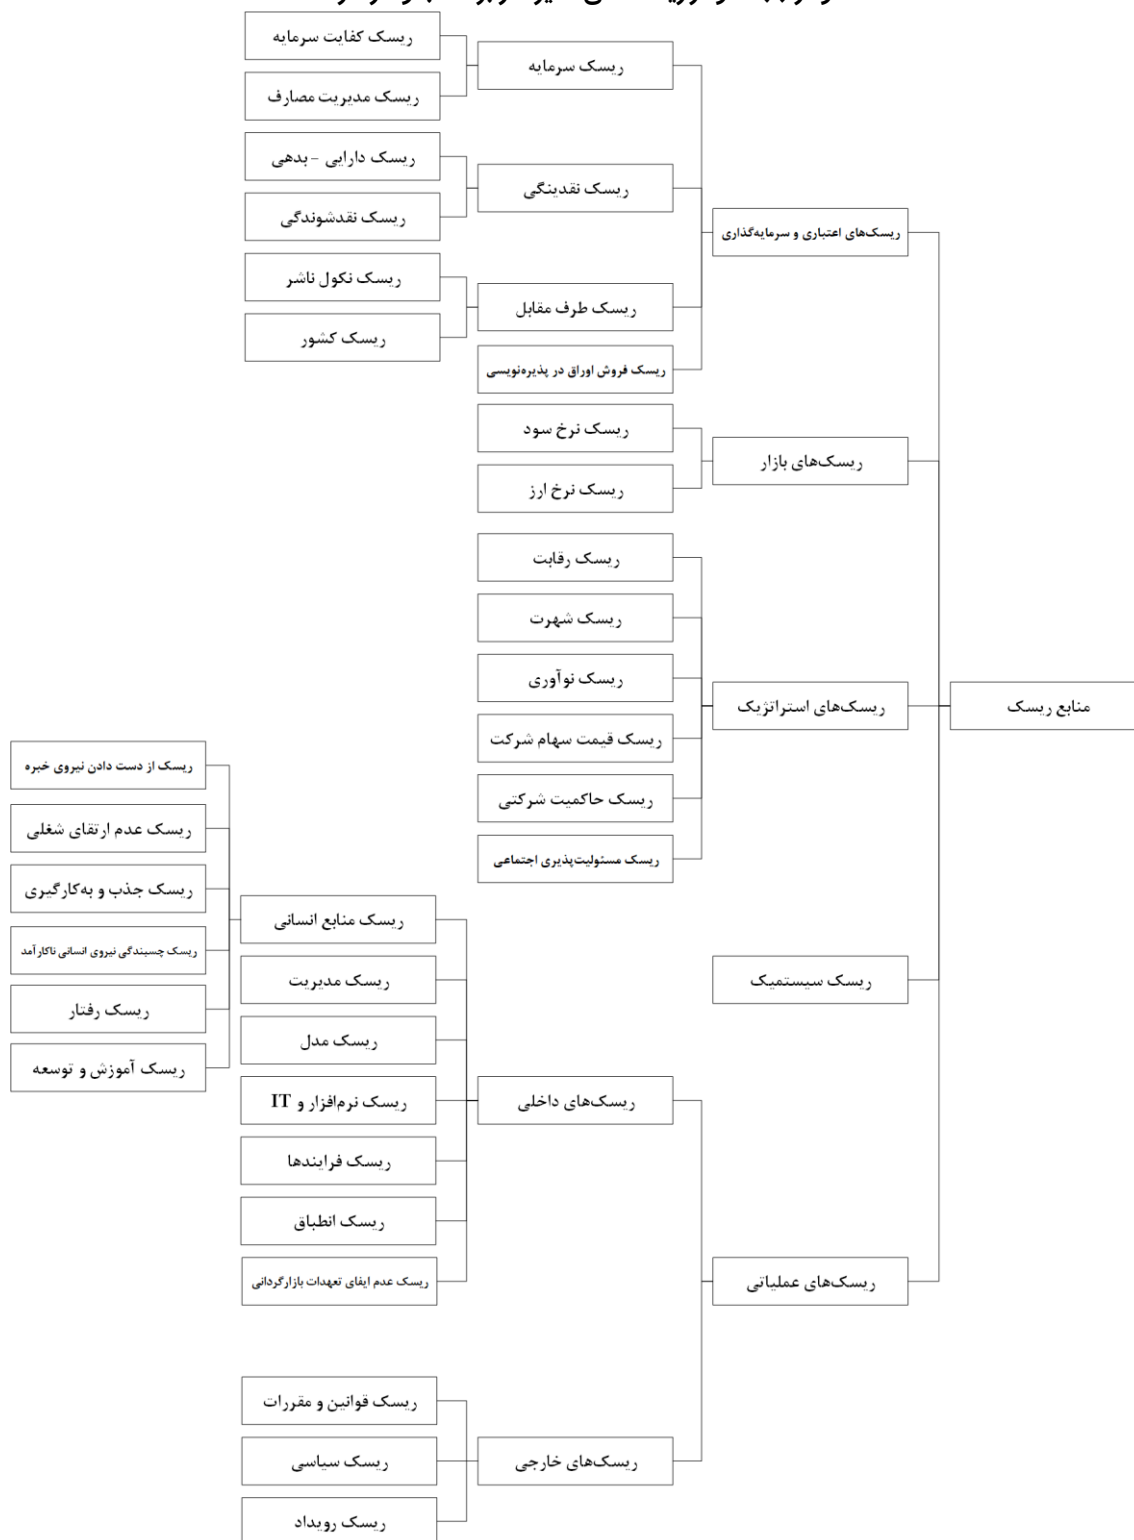 منابع ریسک
ریسک‌های اعتباری و سرمایه‌گذاری
ریسک سرمایه
ریسک کفایت سرمایه
ریسک مدیریت مصارف
ریسک نقدینگی
ریسک دارایی - بدهی
ریسک نقدشوندگی
ریسک طرف مقابل
ریسک نکول ناشر
ریسک کشور
ریسک فروش اوراق در پذیره‌نویسی
ریسک‌های بازار
ریسک نرخ سود
ریسک نرخ ارز
ریسک‌های استراتژیک
ریسک رقابت
ریسک شهرت
ریسک نوآوری
ریسک قیمت سهام شرکت
ریسک حاکمیت شرکتی
ریسک مسئولیت‌پذیری اجتماعی
ریسک سیستمیک
ریسک‌های عملیاتی
ریسک‌های داخلی
ریسک منابع انسانی
ریسک از دست دادن نیروی خبره
ریسک عدم ارتقای شغلی
ریسک جذب و به‌کارگیری
ریسک چسبندگی نیروی انسانی ناکارآمد
ریسک رفتار
ریسک آموزش و توسعه
ریسک مدیریت
ریسک مدل
ریسک نرم‌افزار و IT
ریسک فرایندها
ریسک انطباق
ریسک عدم ایفای تعهدات بازارگردانی
ریسک‌های خارجی
ریسک قوانین و مقررات
ریسک سیاسی
ریسک رویداد